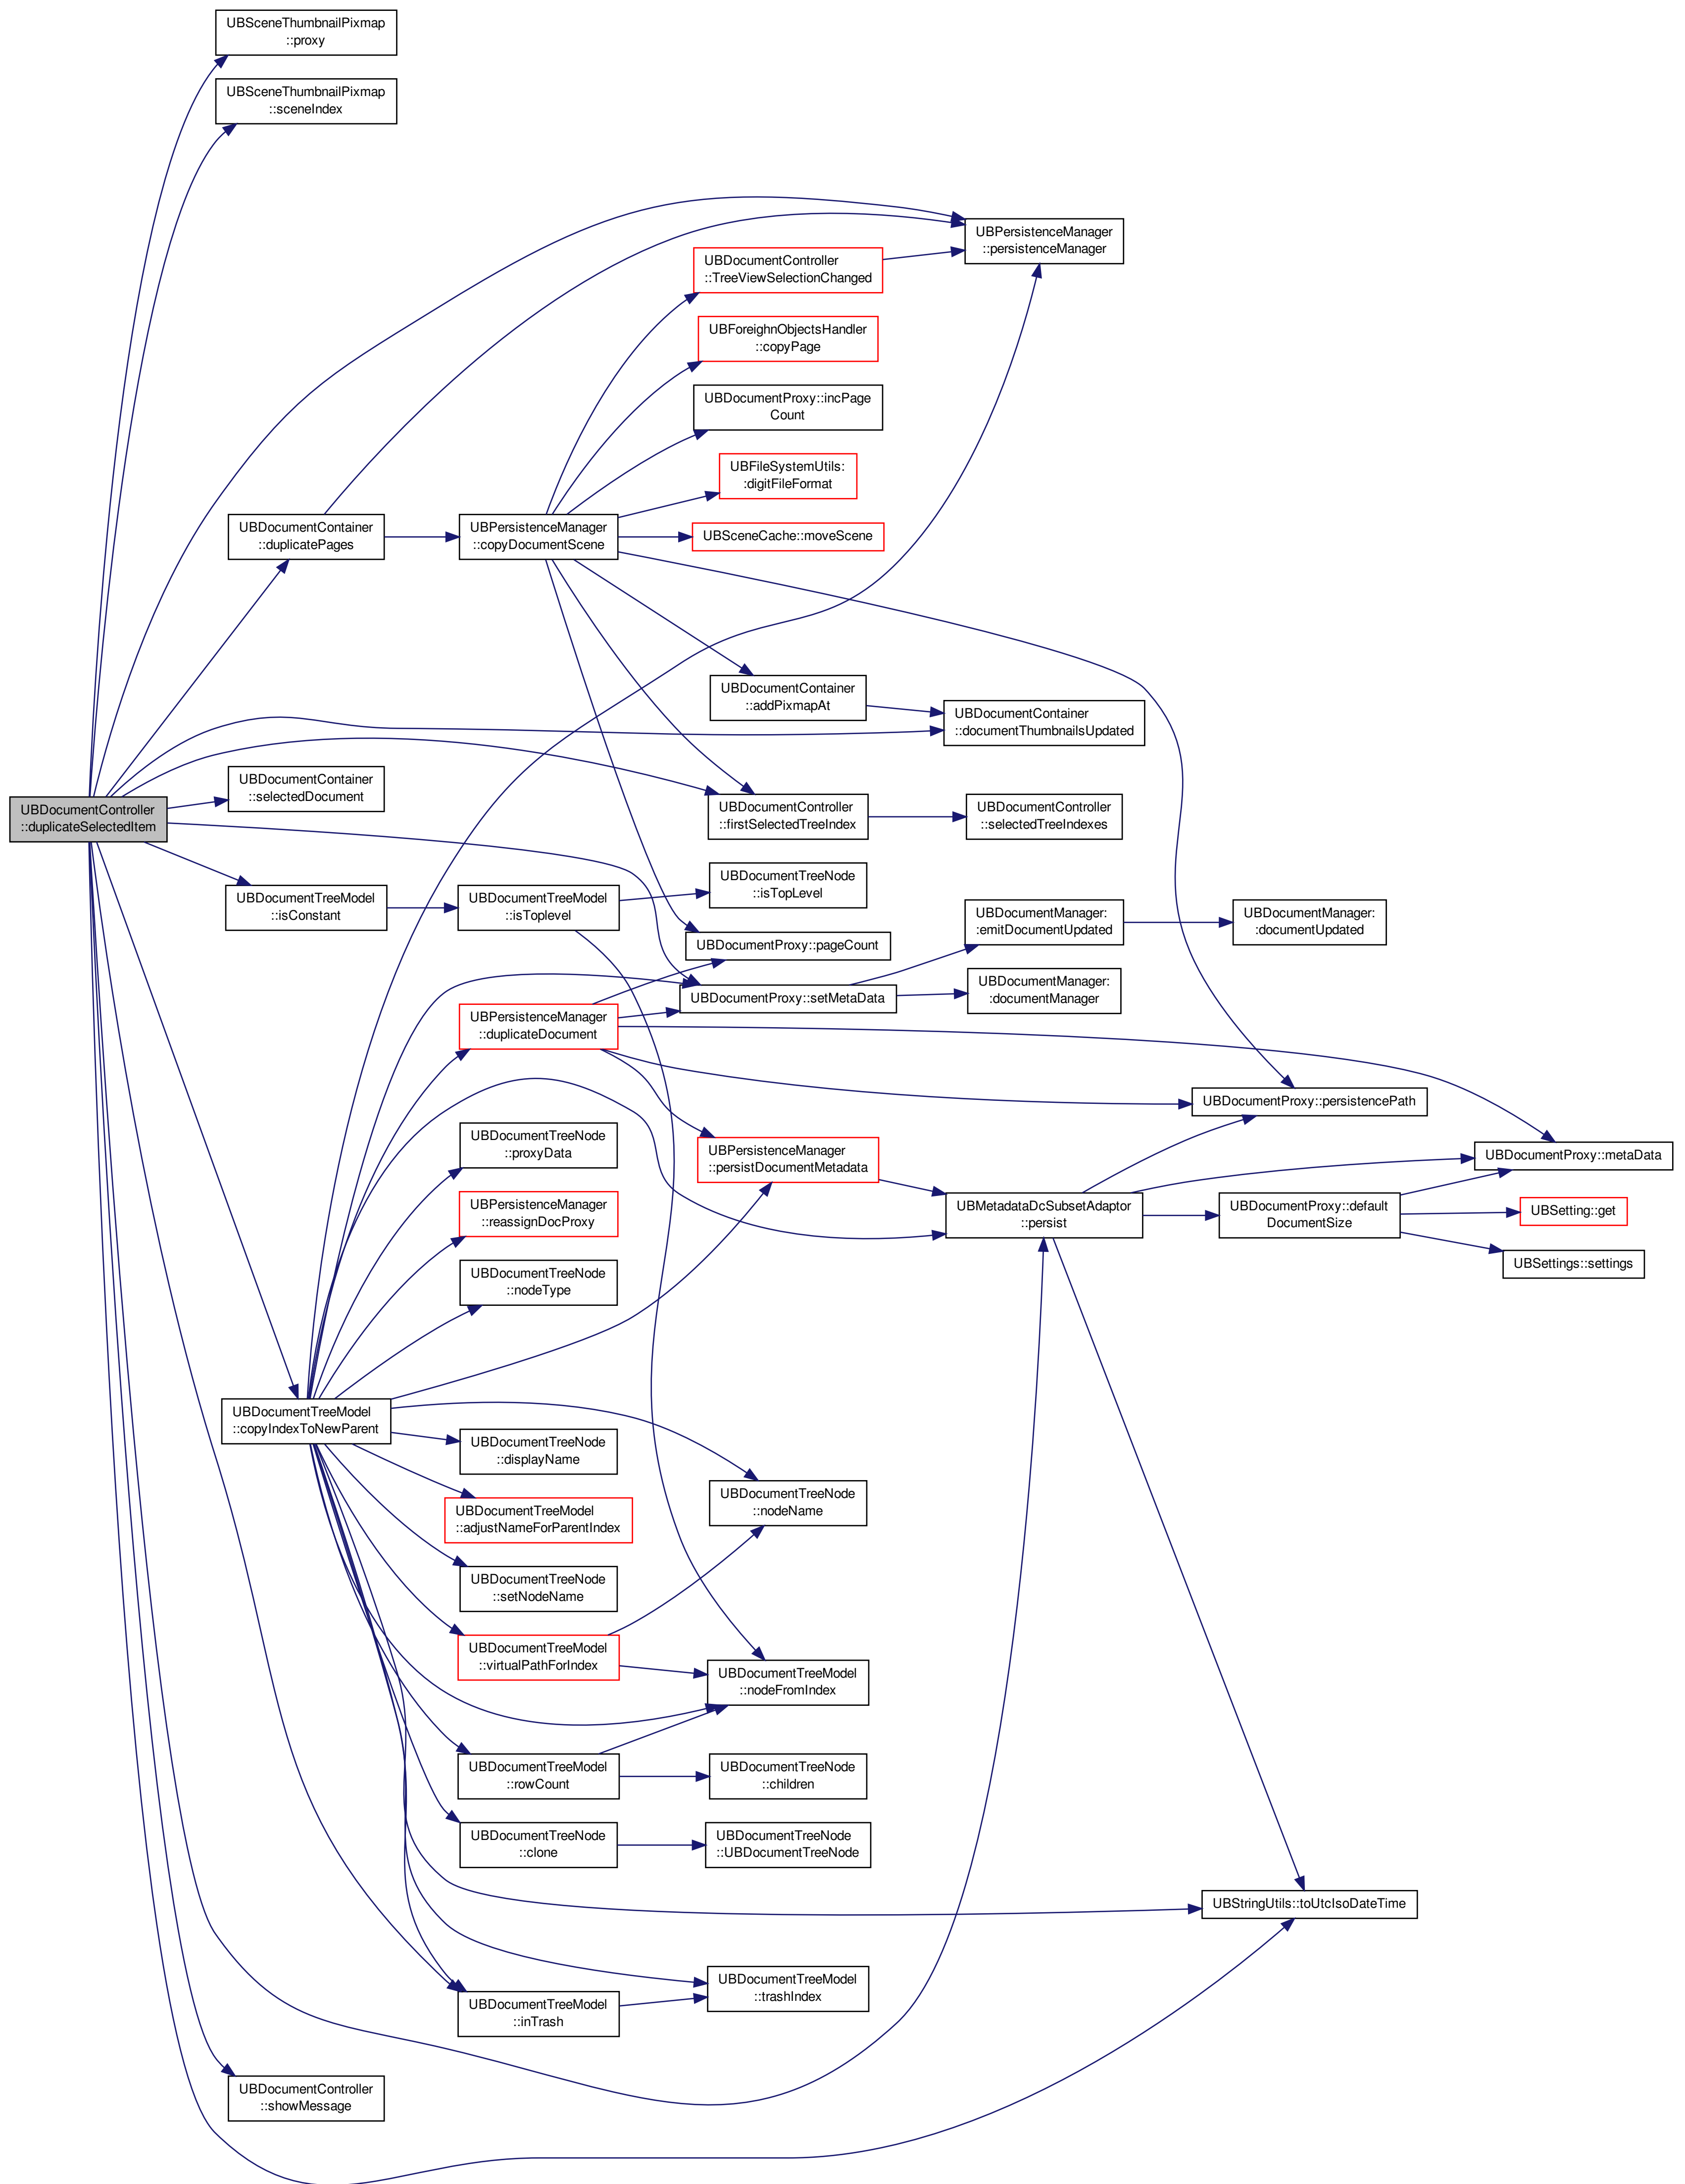 UBSceneThumbnailPixmap
::proxy
UBSceneThumbnailPixmap
::sceneIndex
UBPersistenceManager
::persistenceManager
UBDocumentController
::TreeViewSelectionChanged
UBForeighnObjectsHandler
::copyPage
UBDocumentProxy::incPage
Count
UBFileSystemUtils:
:digitFileFormat
UBDocumentContainer
::duplicatePages
UBPersistenceManager
::copyDocumentScene
UBSceneCache::moveScene
UBDocumentContainer
::addPixmapAt
UBDocumentContainer
::documentThumbnailsUpdated
UBDocumentContainer
::selectedDocument
UBDocumentController
::duplicateSelectedItem
UBDocumentController
::firstSelectedTreeIndex
UBDocumentController
::selectedTreeIndexes
UBDocumentTreeModel
::isConstant
UBDocumentTreeModel
::isToplevel
UBDocumentTreeNode
::isTopLevel
UBDocumentManager:
:emitDocumentUpdated
UBDocumentManager:
:documentUpdated
UBDocumentProxy::pageCount
UBDocumentProxy::setMetaData
UBDocumentManager:
:documentManager
UBPersistenceManager
::duplicateDocument
UBDocumentProxy::persistencePath
UBDocumentTreeNode
::proxyData
UBPersistenceManager
::persistDocumentMetadata
UBDocumentProxy::metaData
UBPersistenceManager
::reassignDocProxy
UBMetadataDcSubsetAdaptor
::persist
UBDocumentProxy::default
DocumentSize
UBSetting::get
UBDocumentTreeNode
::nodeType
UBSettings::settings
UBDocumentTreeModel
::copyIndexToNewParent
UBDocumentTreeNode
::displayName
UBDocumentTreeNode
::nodeName
UBDocumentTreeModel
::adjustNameForParentIndex
UBDocumentTreeNode
::setNodeName
UBDocumentTreeModel
::virtualPathForIndex
UBDocumentTreeModel
::nodeFromIndex
UBDocumentTreeModel
::rowCount
UBDocumentTreeNode
::children
UBDocumentTreeNode
::clone
UBDocumentTreeNode
::UBDocumentTreeNode
UBStringUtils::toUtcIsoDateTime
UBDocumentTreeModel
::trashIndex
UBDocumentTreeModel
::inTrash
UBDocumentController
::showMessage